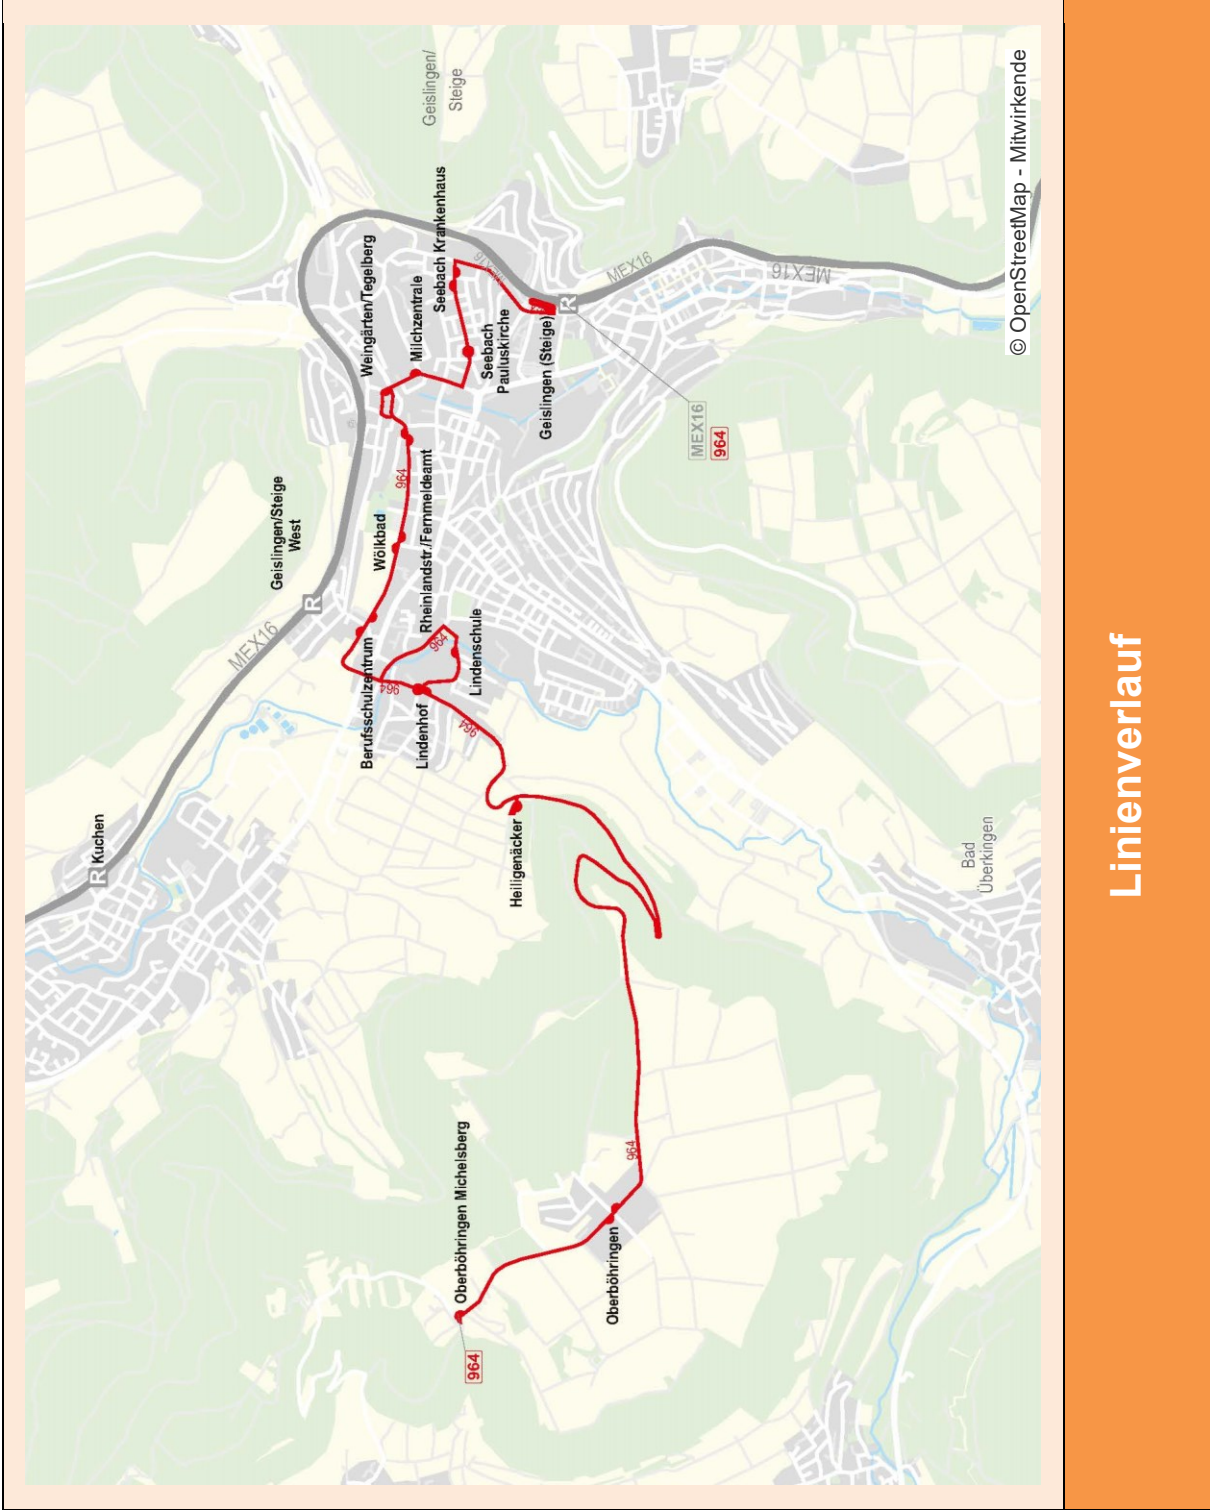 Linienverlauf
Oberböhringen Michelsberg
964
Oberböhringen
964
Heiligenäcker
Lindenhof
964
Lindenschule
964
Berufsschulzentrum
964
Rheinlandstr./Fernmeldeamt
Wölkbad
964
Weingärten/Tegelberg
Milchzentrale
Seebach
Pauluskirche
Seebach Krankenhaus
Geislingen (Steige)
MEX16
964
R
R Kuchen
MEX16
R
Geislingen/Steige
West
MEX16
MEX16
MEX16
Geislingen/
Steige
Bad
Überkingen
© OpenStreetMap - Mitwirkende